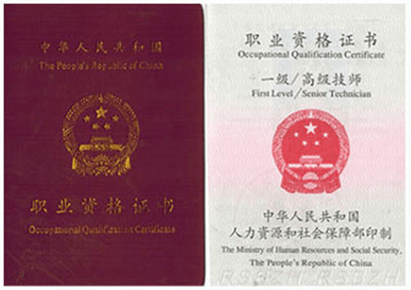 中华人民共和国
The People's Republic of China
职业资格证书
Occupational Qualification Certificate
职业资格证书
Occupational Qualification Certificate
一级/高级技师
First Level/Senior Technician
中华人民共和国
人力资源和社会保障部印制
The Ministry of Human Resources and Social Security,
The People's Republic of China